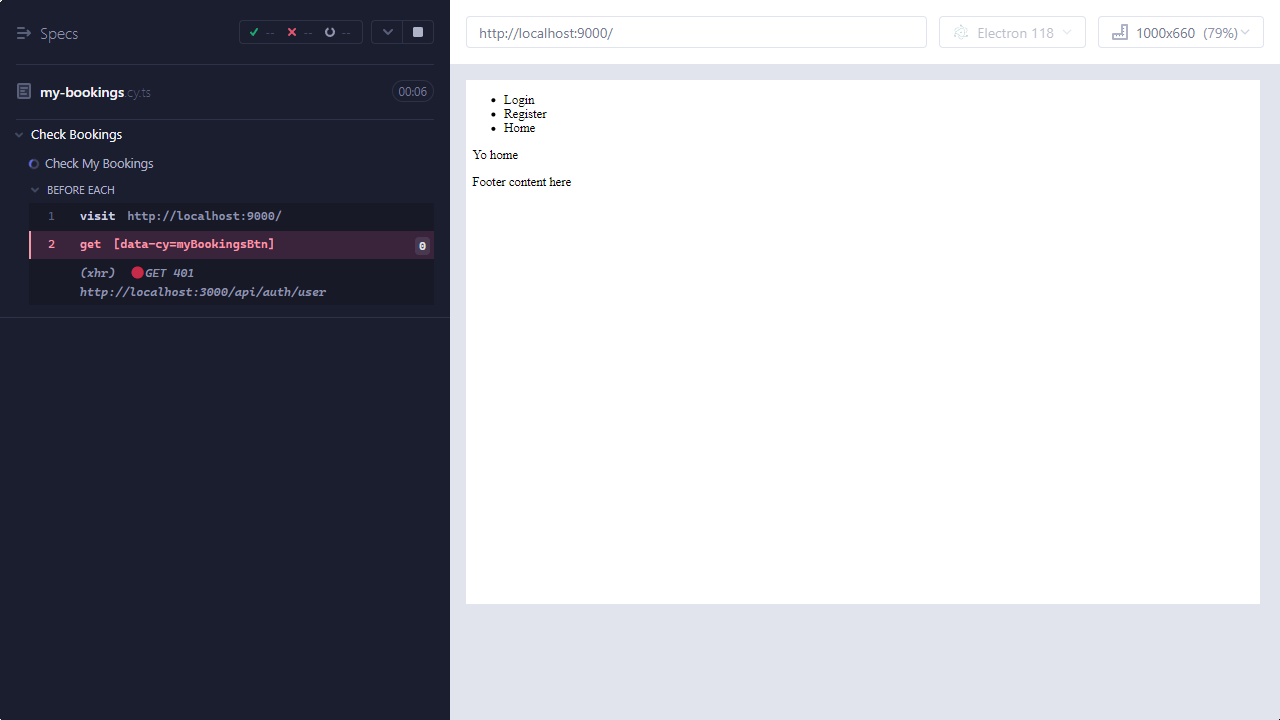 Specs
-- -- --
my-bookings.cy.ts 00:06
Check Bookings
Check My Bookings
BEFORE EACH
1 visit http://localhost:9000/
2 get [data-cy=myBookingsBtn] 0
(xhr) GET 401
http://localhost:3000/api/auth/user
http://localhost:9000/
Electron 118
1000x660 (79%)
Login
Register
Home
Yo home
Footer content here